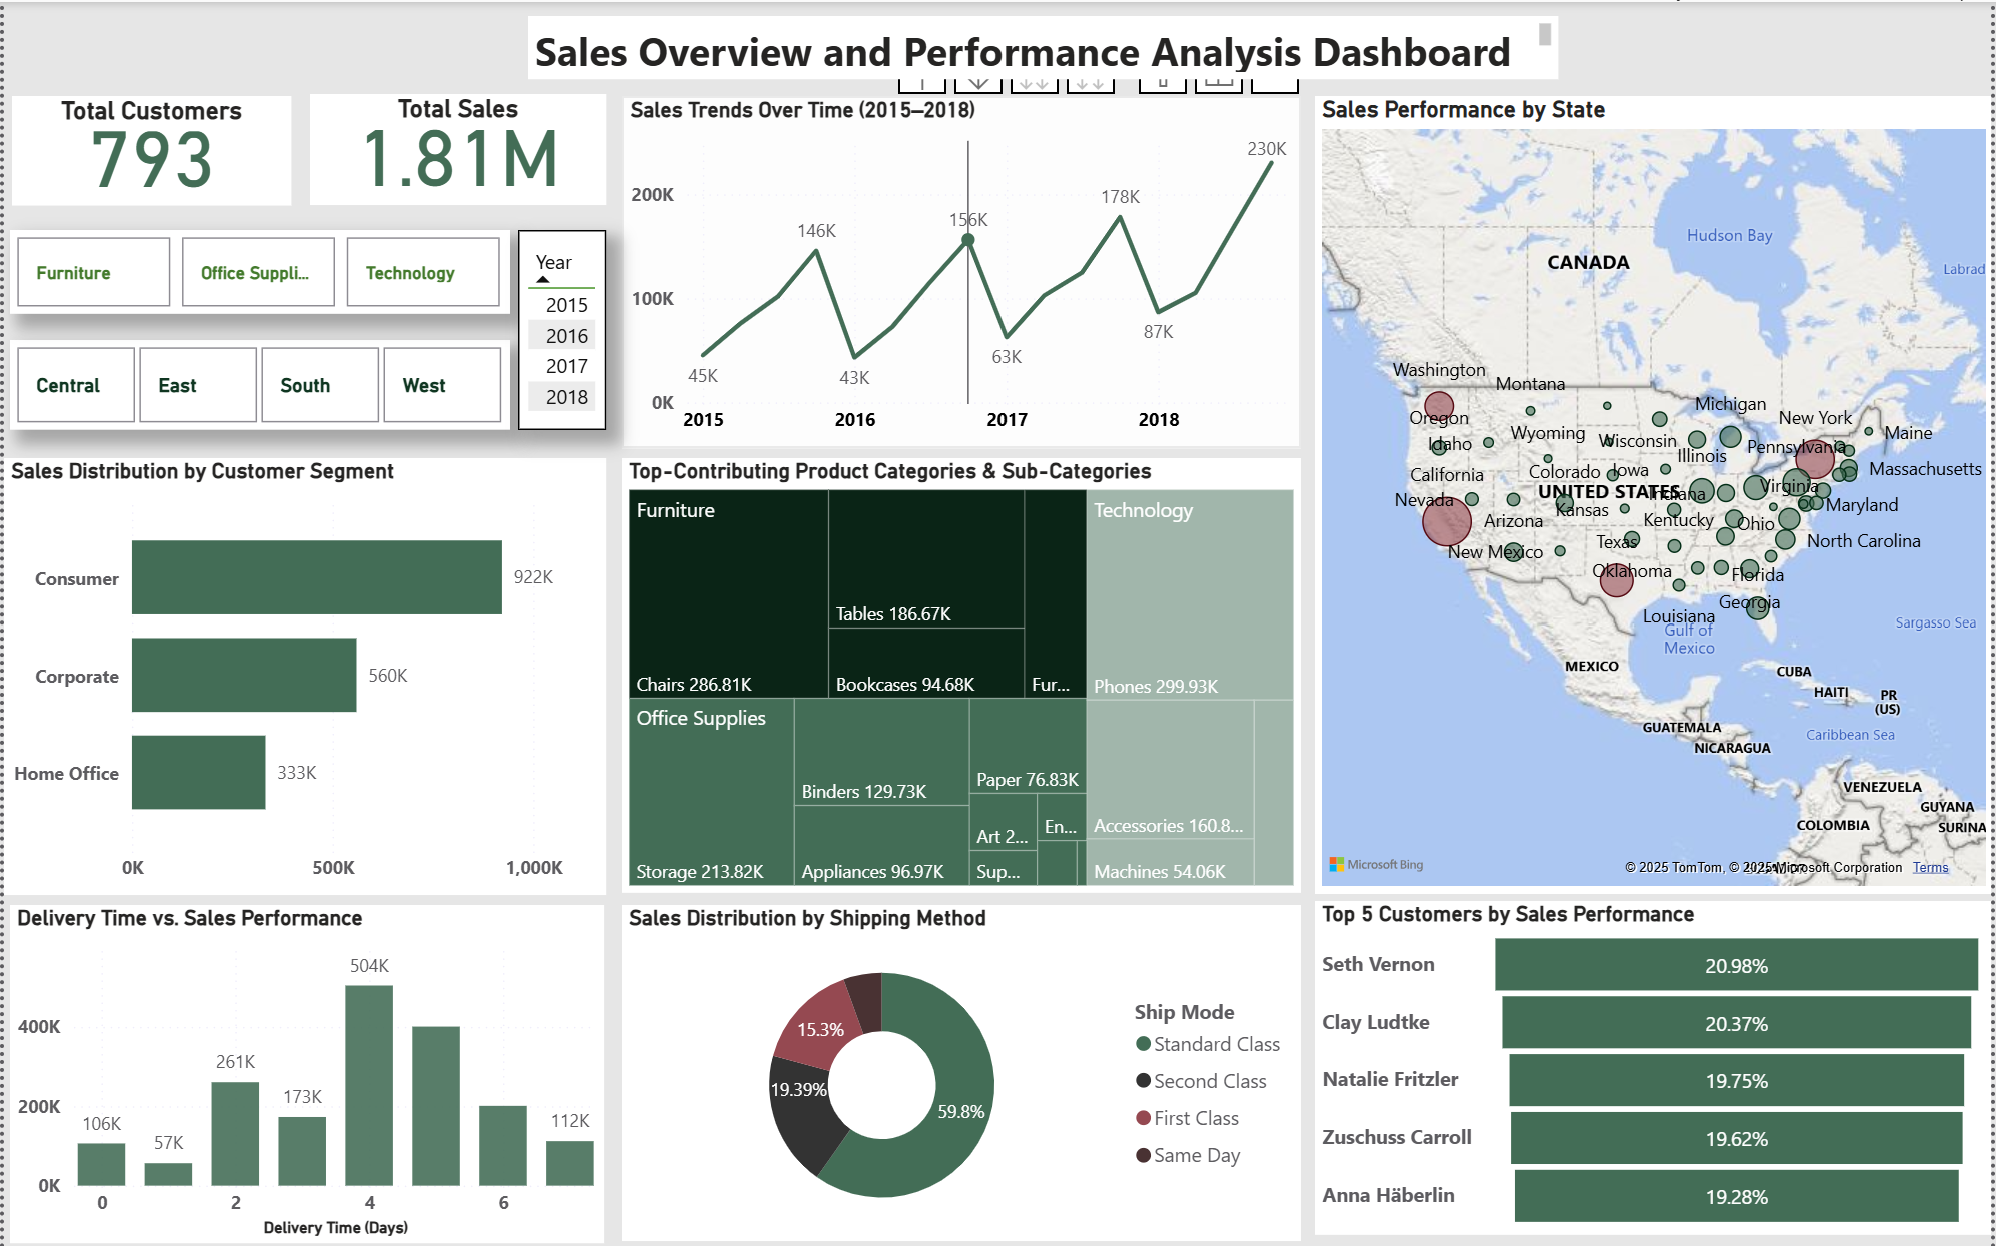 Sales Overview and Performance Analysis Dashboard
Total Customers
793
Total Sales
1.81M
Furniture
Office Suppli...
Technology
Central
East
South
West
Year
2015
2016
2017
2018
Sales Trends Over Time (2015–2018)
200K
100K
0K
45K
146K
43K
156K
63K
178K
87K
230K
2015
2016
2017
2018
Sales Performance by State
Hudson Bay
CANADA
Labrad
Washington
Montana
Oregon
Michigan
New York
Idaho
Wyoming
Wisconsin
Pennsylvania
Maine
Illinois
California
Colorado
Iowa
Massachusetts
UNITED STATES
Indiana
Virginia
Nevada
Kansas
Maryland
Arizona
Kentucky
Ohio
New Mexico
Texas
North Carolina
Oklahoma
Florida
Georgia
Louisiana
Gulf of
Mexico
Sargasso Sea
MEXICO
CUBA
HAITI
PR
(US)
GUATEMALA
NICARAGUA
Caribbean Sea
VENEZUELA
GUYANA
COLOMBIA
SURINA
Microsoft Bing
© 2025 TomTom, © 2025 Microsoft Corporation
Terms
Sales Distribution by Customer Segment
Consumer
922K
Corporate
560K
Home Office
333K
0K
500K
1,000K
Top-Contributing Product Categories & Sub-Categories
Furniture
Chairs 286.81K
Tables 186.67K
Bookcases 94.68K
Fur...
Technology
Phones 299.93K
Accessories 160.8...
Machines 54.06K
Office Supplies
Storage 213.82K
Binders 129.73K
Appliances 96.97K
Paper 76.83K
Art 2...
En...
Sup...
Delivery Time vs. Sales Performance
400K
200K
0K
106K
57K
261K
173K
504K
112K
0
2
4
6
Delivery Time (Days)
Sales Distribution by Shipping Method
15.3%
19.39%
59.8%
Ship Mode
Standard Class
Second Class
First Class
Same Day
Top 5 Customers by Sales Performance
Seth Vernon
20.98%
Clay Ludtke
20.37%
Natalie Fritzler
19.75%
Zuschuss Carroll
19.62%
Anna Häberlin
19.28%